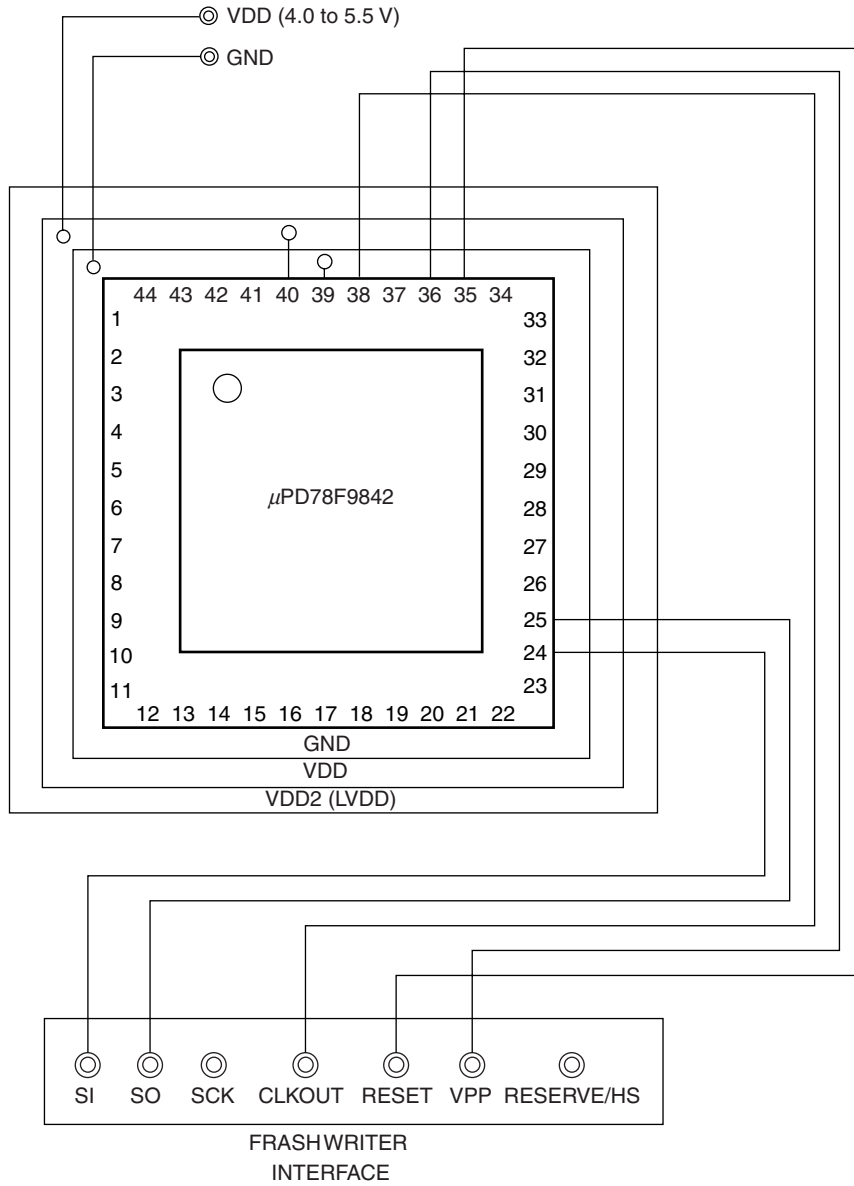 VDD (4.0 to 5.5 V)
GND
44 43 42 41 40 39 38 37 36 35 34
1 33
2 32
3 31
4 30
5 29
6 μPD78F9842 28
7 27
8 26
9 25
10 24
11 23
12 13 14 15 16 17 18 19 20 21 22
GND
VDD
VDD2 (LVDD)
SI SO SCK CLKOUT RESET VPP RESERVE/HS
FRASHWRITER
INTERFACE